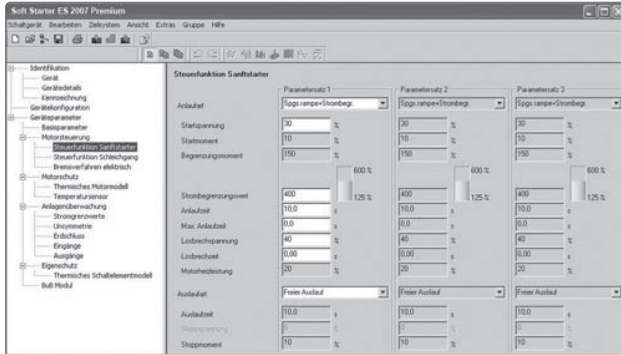 Soft Starter ES 2007 Premium
Schaltgerät Bearbeiten Zielsystem Ansicht Extras Gruppe Hilfe
Identifikation
Gerät
Gerätedetails
Kennzeichnung
Gerätekonfiguration
Geräteparameter
Basisparameter
Motorsteuerung
Steuerfunktion Sanftstarter
Steuerfunktion Schleichgang
Bremsverfahren elektrisch
Motorschutz
Thermisches Motormodell
Temperatursensor
Anlagenüberwachung
Stromgrenzwerte
Unsymmetrie
Erdschluss
Eingänge
Ausgänge
Eigenschutz
Thermisches Schaltelementmodell
BuB Modul
Steuerfunktion Sanftstarter
Parametersatz 1 Parametersatz 2 Parametersatz 3
Anlaufart Spgs.rampe+Strombegr. Spgs.rampe+Strombegr. Spgs.rampe+Strombegr.
Startspannung 30 % 30 % 30 %
Startmoment 10 % 10 % 10 %
Begrenzungsmoment 150 % 150 % 150 %
600 % 600 % 600 %
Strombegrenzungswert 400 125 % 400 125 % 400 125 %
Anlaufzeit 10,0 s 10,0 s 10,0 s
Max. Anlaufzeit 0,0 s 0,0 s 0,0 s
Losbrechspannung 40 % 40 % 40 %
Losbrechzeit 0,00 s 0,00 s 0,00 s
Motorheizleistung 20 % 20 % 20 %
Auslaufart Freier Auslauf Freier Auslauf Freier Auslauf
Auslaufzeit 10,0 s 10,0 s 10,0 s
Stoppmoment 10 % 10 % 10 %